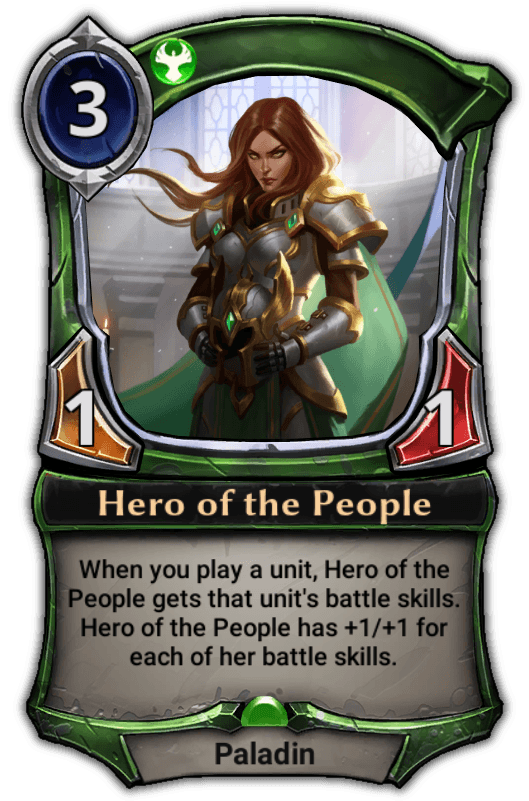 3
1
1
Hero of the People
When you play a unit, Hero of the
People gets that unit's battle skills.
Hero of the People has +1/+1 for
each of her battle skills.
Paladin